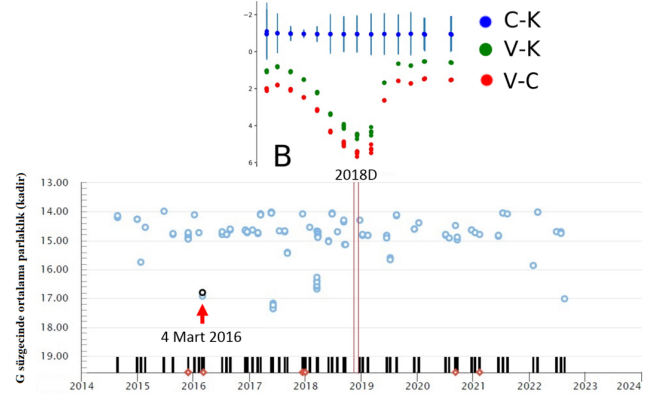 −2
0
2
4
6
C-K
V-K
V-C
B
2018D
G süzgecinde ortalama parlaklık (kadir)
13.00
14.00
15.00
16.00
17.00
18.00
19.00
4 Mart 2016
2014 2015 2016 2017 2018 2019 2020 2021 2022 2023 2024